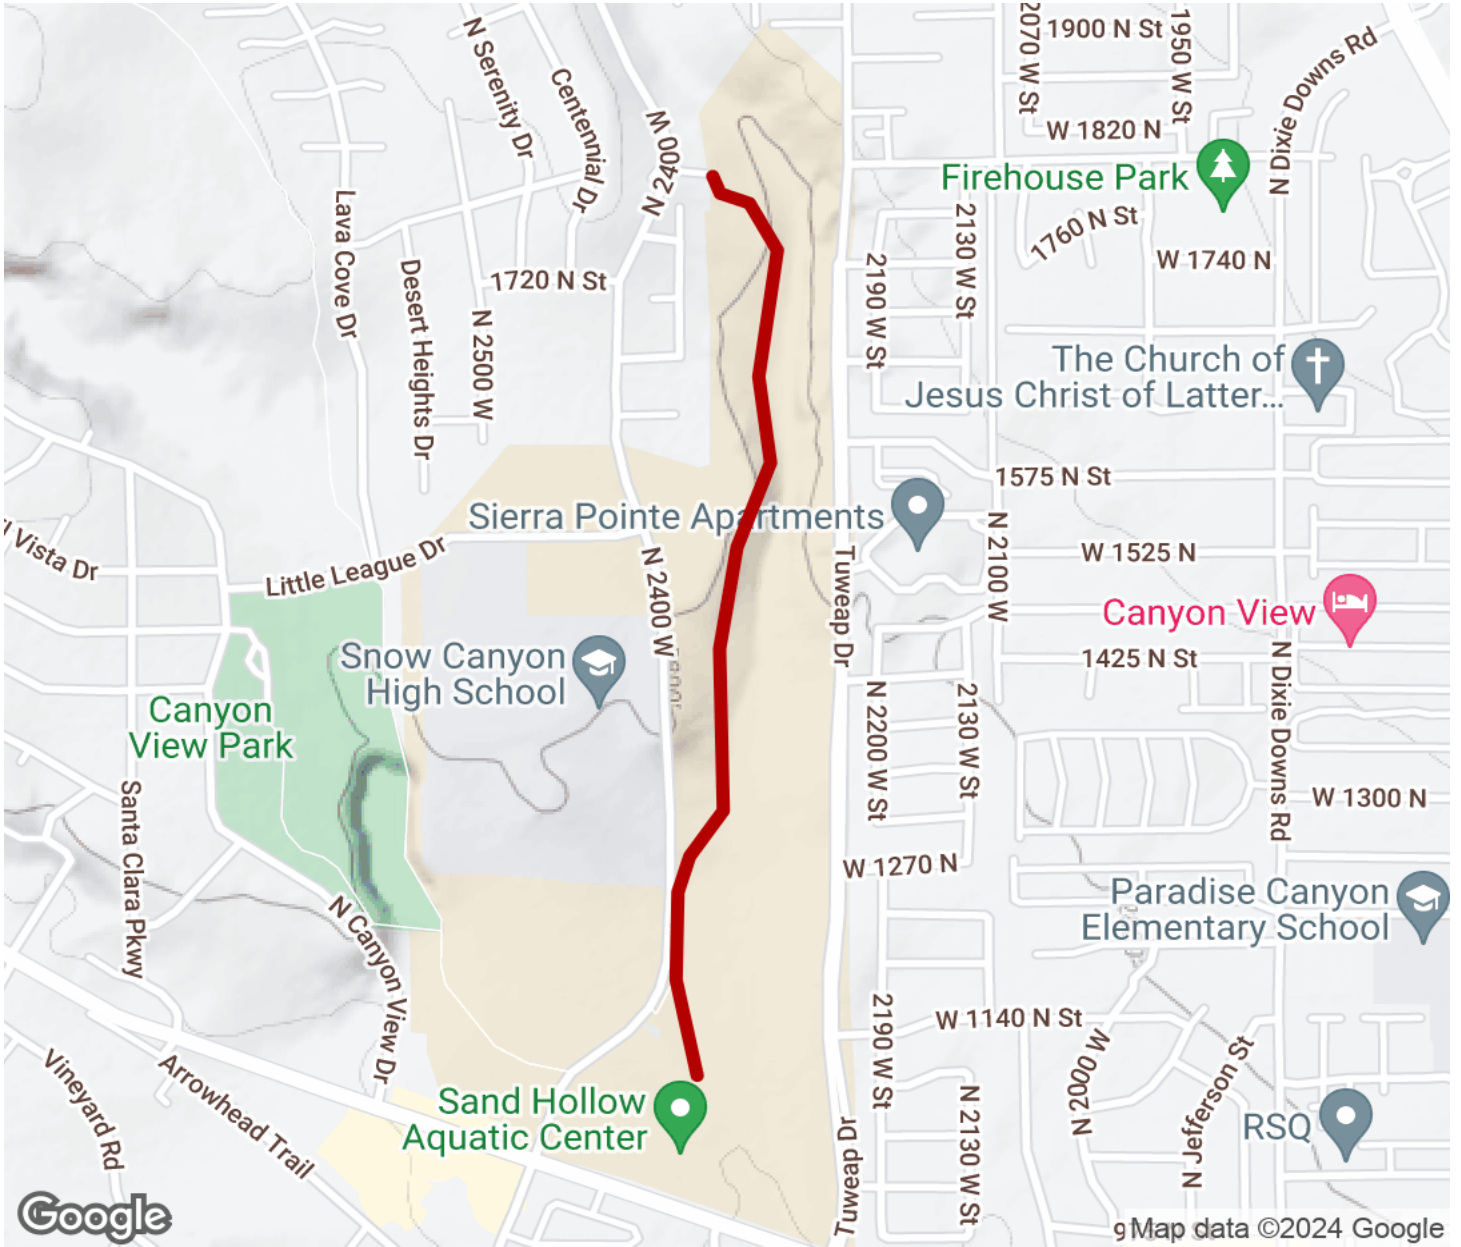 2070 W St
1900 N St
1950 W St
N Dixie Downs Rd
N Serenity Dr
Centennial Dr
N 2400 W
W 1820 N
Firehouse Park
Lava Cove Dr
2130 W St
1760 N St
W 1740 N
Desert Heights Dr
1720 N St
N 2500 W
2190 W St
The Church of
Jesus Christ of Latter...
1575 N St
Sierra Pointe Apartments
Vista Dr
Little League Dr
N 2400 W
Tuweap Dr
N 2100 W
W 1525 N
Canyon View
Snow Canyon
High School
1425 N St
N Dixie Downs Rd
Canyon
View Park
N 2200 W St
2130 W St
Santa Clara Pkwy
W 1300 N
W 1270 N
Paradise Canyon
Elementary School
N Canyon View Dr
2190 W St
W 1140 N St
N 2000 W
N Jefferson St
Vineyard Rd
Arrowhead Trail
Sand Hollow
Aquatic Center
Tuweap Dr
N 2130 W St
RSQ
Google
Map data ©2024 Google